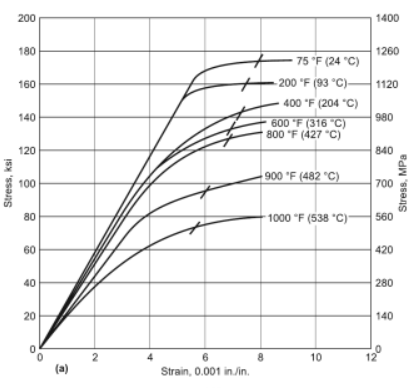 200
180
160
140
120
100
80
60
40
20
0
Stress, ksi
1400
1260
1120
980
840
700
560
420
280
140
0
Stress, MPa
75 °F (24 °C)
200 °F (93 °C)
400 °F (204 °C)
600 °F (316 °C)
800 °F (427 °C)
900 °F (482 °C)
1000 °F (538 °C)
0 2 4 6 8 10 12
(a) Strain, 0.001 in./in.